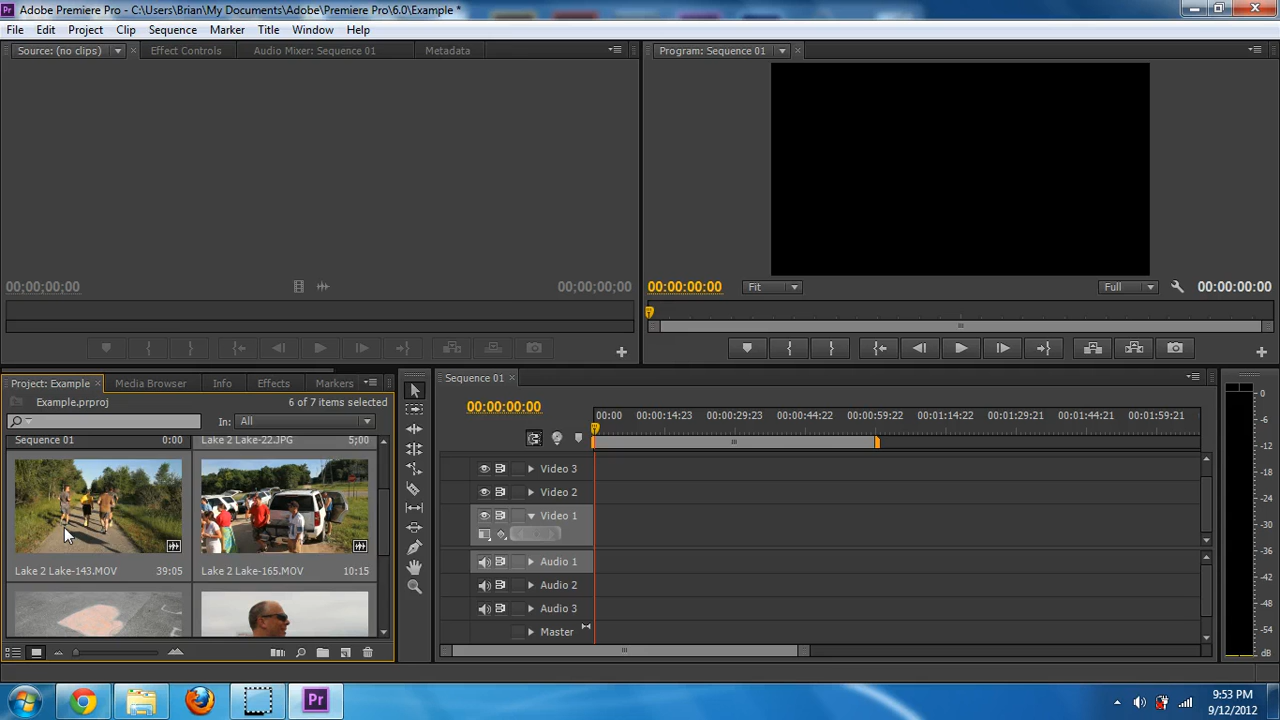 Pr Adobe Premiere Pro - C:\Users\Brian\My Documents\Adobe\Premiere Pro\6.0\Example *
File Edit Project Clip Sequence Marker Title Window Help
Source: (no clips) Effect Controls Audio Mixer: Sequence 01 Metadata
Program: Sequence 01
00;00;00;00 00;00;00;00
00:00:00:00 Fit Full 00:00:00:00
Project: Example Media Browser Info Effects Markers
Example.prproj 6 of 7 items selected
In: All
Sequence 01 0:00 Lake 2 Lake-22.JPG 5;00
Lake 2 Lake-143.MOV 39:05 Lake 2 Lake-165.MOV 10:15
Sequence 01
00:00:00:00
00:00 00:00:14:23 00:00:29:23 00:00:44:22 00:00:59:22 00:01:14:22 00:01:29:21 00:01:44:21 00:01:59:21
Video 3
Video 2
Video 1
Audio 1
Audio 2
Audio 3
Master
0
-6
-12
-18
-24
-30
-36
-42
-48
-54
dB
Pr
9:53 PM
9/12/2012